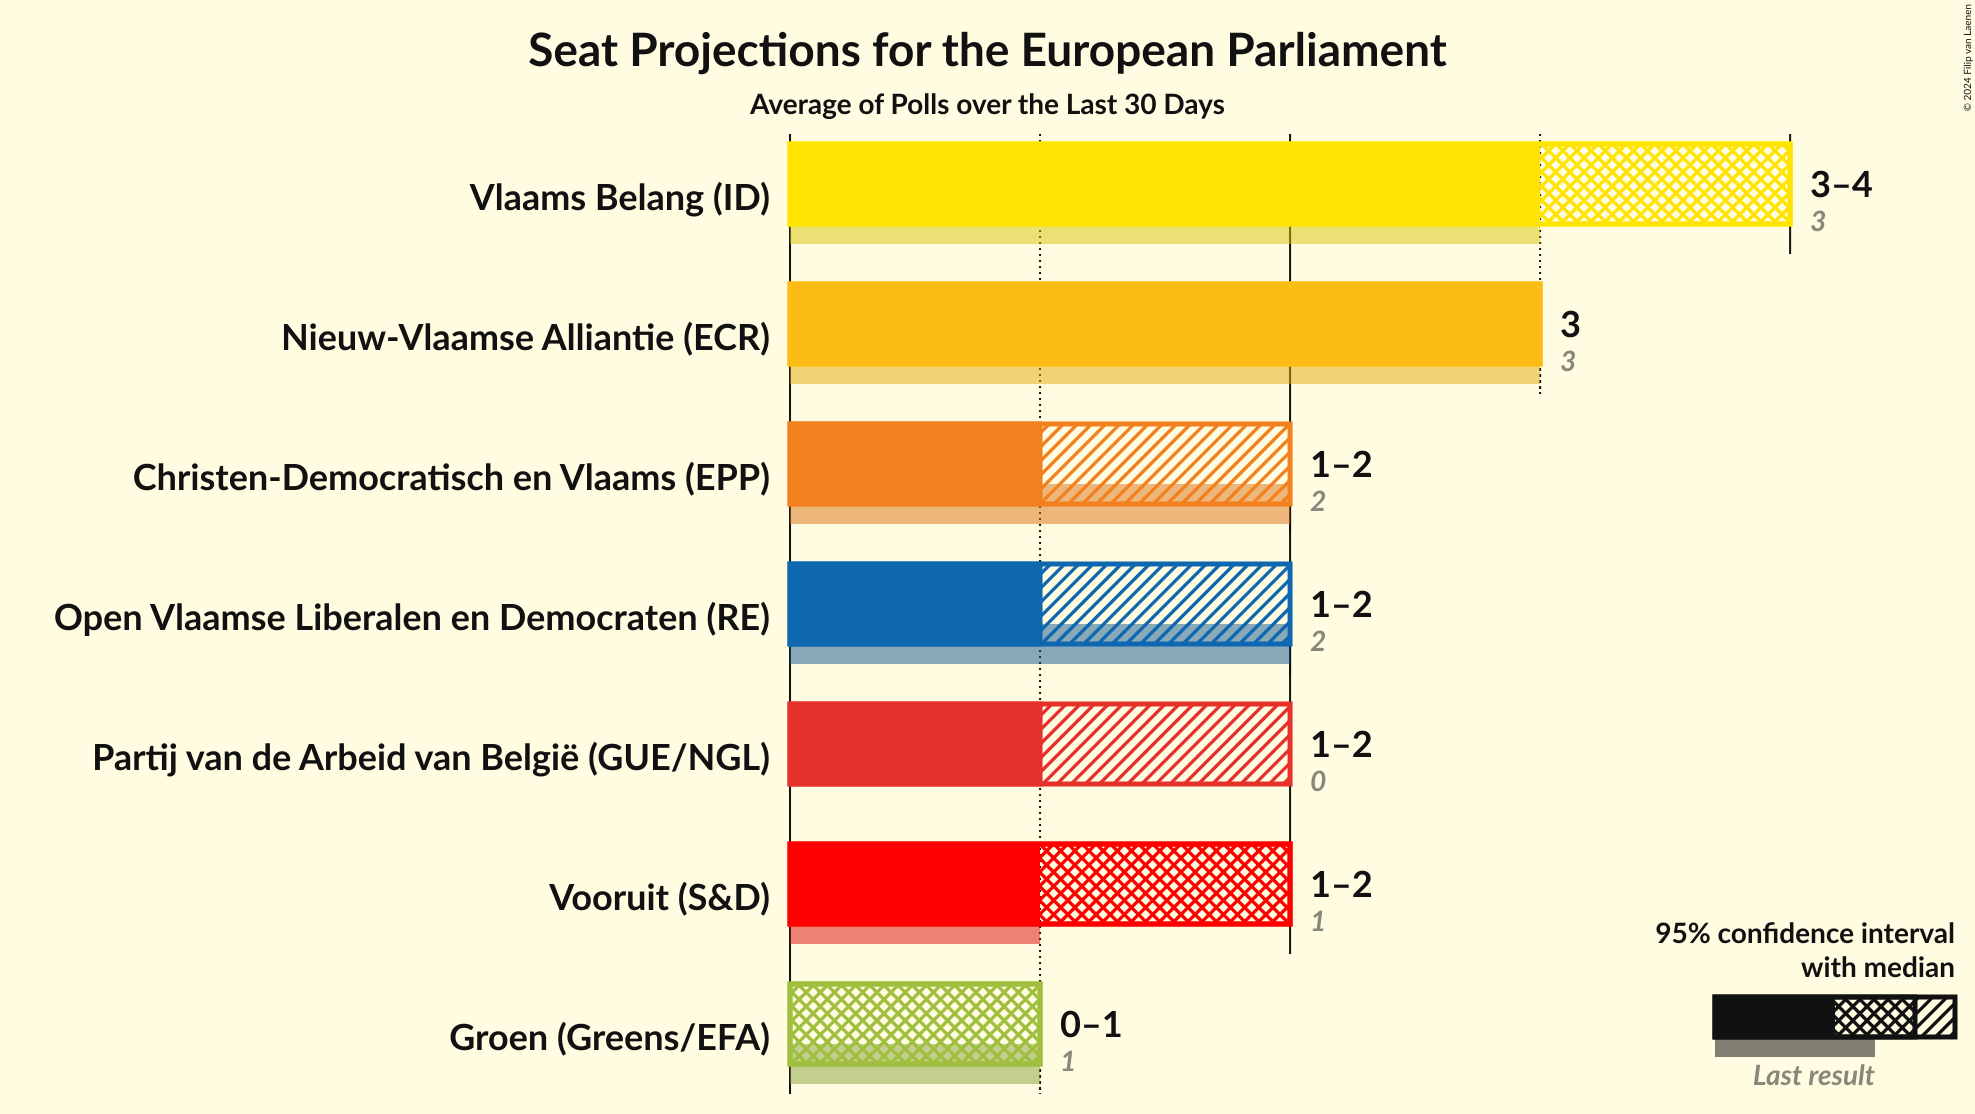 Seat Projections for the European Parliament
Average of Polls over the Last 30 Days
© 2024 Filip van Laenen
Vlaams Belang (ID)
3–4
3
Nieuw-Vlaamse Alliantie (ECR)
3
3
Christen-Democratisch en Vlaams (EPP)
1–2
2
Open Vlaamse Liberalen en Democraten (RE)
1–2
2
Partij van de Arbeid van België (GUE/NGL)
1–2
0
Vooruit (S&D)
1–2
1
Groen (Greens/EFA)
0–1
1
95% confidence interval
with median
Last result